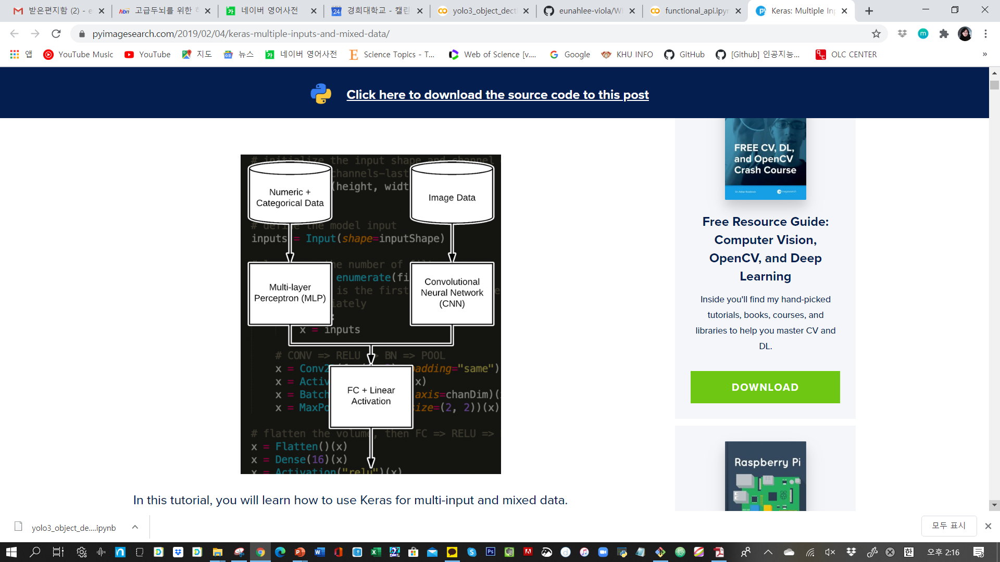 받은편지함 (2) - e
고급두뇌를 위한
네이버 영어사전
경희대학교 - 캘린
yolo3_object_dect
eunahlee-viola/W
functional_api.ipyn
Keras: Multiple Inp
pyimagesearch.com/2019/02/04/keras-multiple-inputs-and-mixed-data/
앱
YouTube Music
YouTube
지도
뉴스
네이버 영어사전
Science Topics - T...
Web of Science [v....
Google
KHU INFO
GitHub
[Github] 인공지능...
OLC CENTER
»
Click here to download the source code to this post
# initialize the input shape and channel
channels-last
(height, widt
Numeric +
Categorical Data
Image Data
# define the model input
inputs = Input(shape=inputShape)
the number of
enumerate(fi
is the first
iately
:
x = inputs
Multi-layer
Perceptron (MLP)
Convolutional
Neural Network
(CNN)
# CONV => RELU => BN => POOL
x = Conv2 padding="same")
x = Activ x)
x = Batch axis=chanDim)(
x = MaxPo size=(2, 2))(x)
FC + Linear
Activation
# flatten the volume, then FC => RELU =>
x = Flatten()(x)
x = Dense(16)(x)
x = Activation("relu")(x)
In this tutorial, you will learn how to use Keras for multi-input and mixed data.
FREE CV, DL,
and OpenCV
Crash Course
Free Resource Guide:
Computer Vision,
OpenCV, and Deep
Learning
Inside you'll find my hand-picked
tutorials, books, courses, and
libraries to help you master CV and
DL.
DOWNLOAD
Raspberry Pi
yolo3_object_de....ipynb
모두 표시
한
오후 2:16